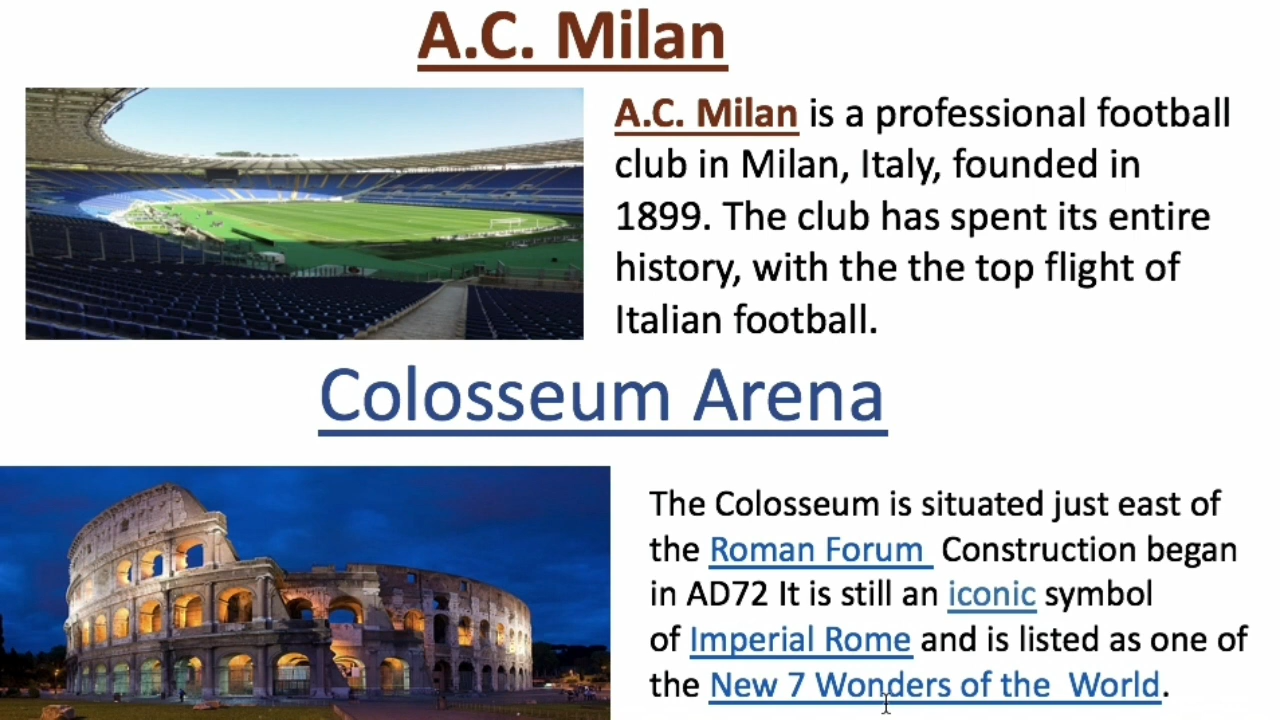 A.C. Milan
A.C. Milan is a professional football
club in Milan, Italy, founded in
1899. The club has spent its entire
history, with the the top flight of
Italian football.
Colosseum Arena
The Colosseum is situated just east of
the Roman Forum Construction began
in AD72 It is still an iconic symbol
of Imperial Rome and is listed as one of
the New 7 Wonders of the World.